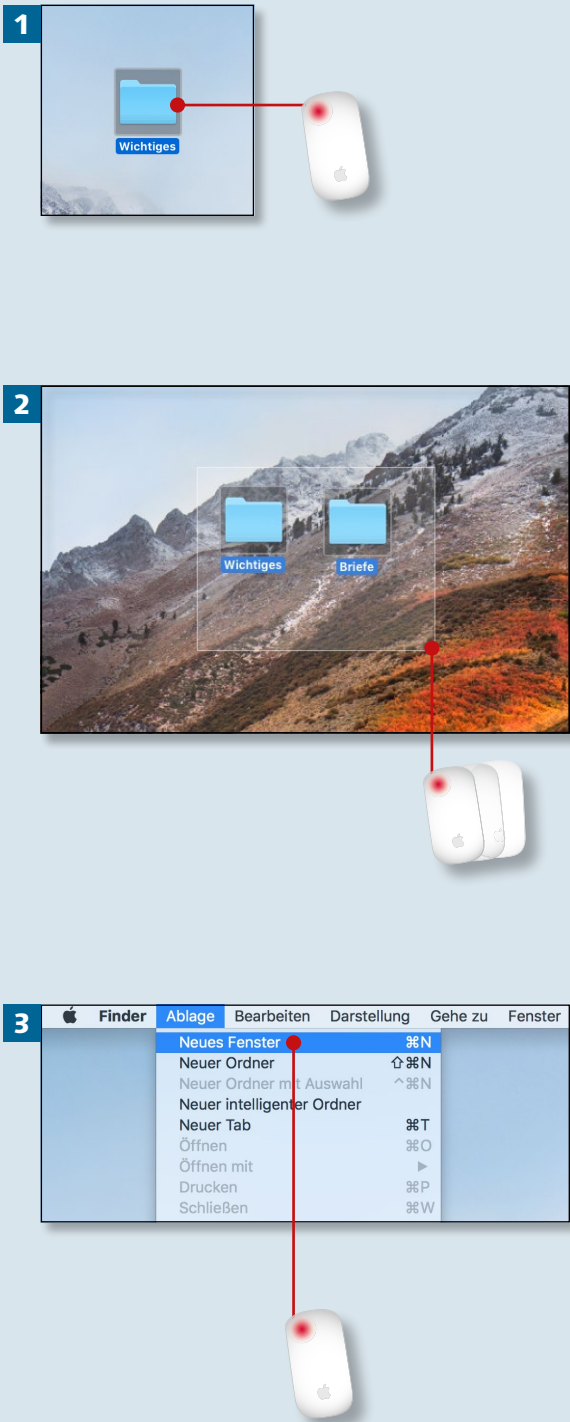 1
Wichtiges
2
Wichtiges Briefe
3
Finder Ablage Bearbeiten Darstellung Gehe zu Fenster
Neues Fenster ⌘N
Neuer Ordner ⇧⌘N
Neuer Ordner mit Auswahl ^⌘N
Neuer intelligenter Ordner
Neuer Tab ⌘T
Öffnen ⌘O
Öffnen mit ▶
Drucken ⌘P
Schließen ⌘W